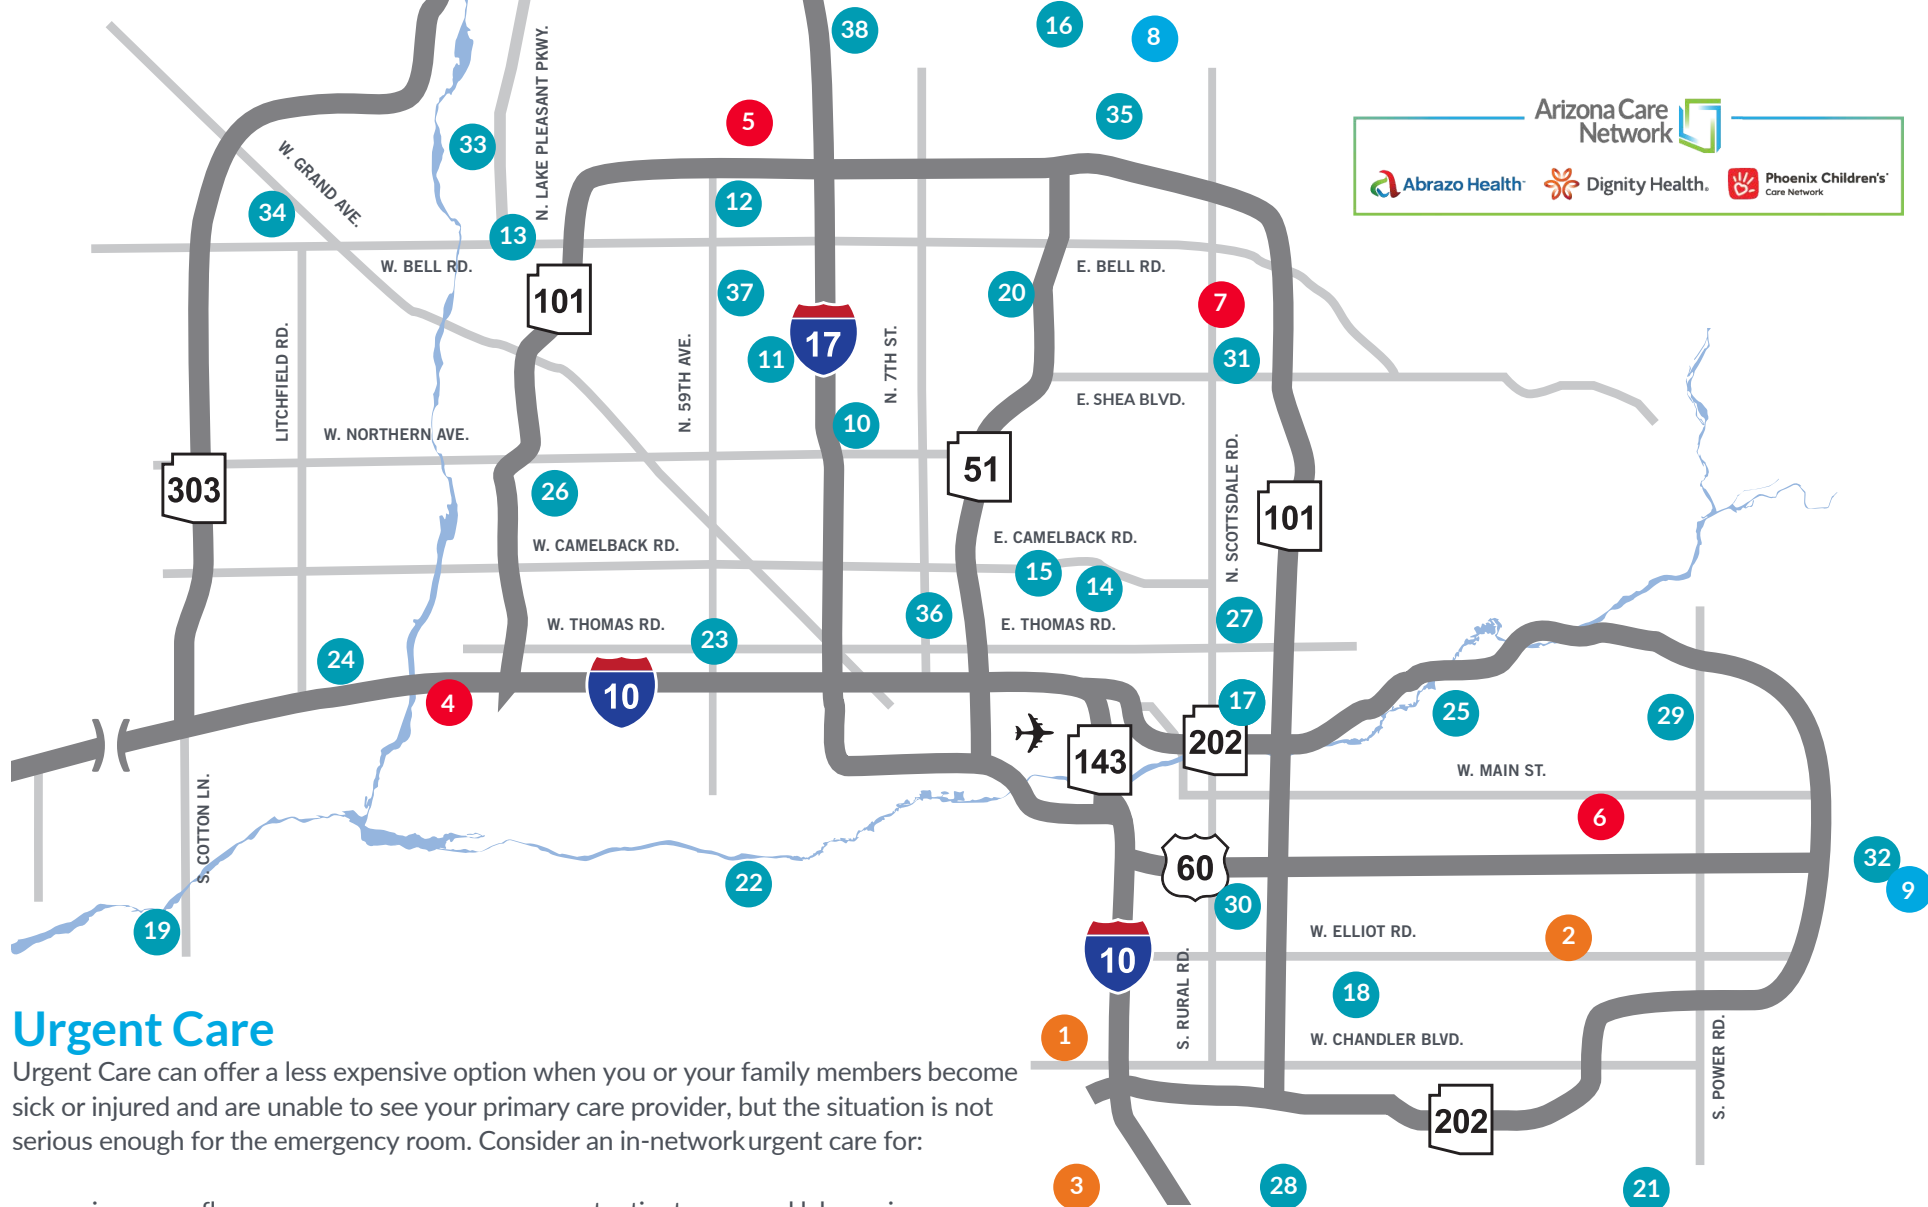 38
16
8
5
35
Arizona Care
Network
Abrazo Health
Dignity Health.
Phoenix Children's
Care Network
33
N. LAKE PLEASANT PKWY.
W. GRAND AVE.
34
12
13
W. BELL RD.
E. BELL RD.
101
37
20
7
17
11
31
LITCHFIELD RD.
N. 59TH AVE.
N. 7TH ST.
E. SHEA BLVD.
10
W. NORTHERN AVE.
51
303
26
N. SCOTTSDALE RD.
101
W. CAMELBACK RD.
E. CAMELBACK RD.
15
14
36
27
W. THOMAS RD.
E. THOMAS RD.
23
24
4
10
17
25
29
202
143
W. MAIN ST.
S. COTTON LN.
6
60
32
9
22
30
19
W. ELLIOT RD.
2
10
S. RURAL RD.
18
1
W. CHANDLER BLVD.
S. POWER RD.
202
3
28
21
Urgent Care
Urgent Care can offer a less expensive option when you or your family members become
sick or injured and are unable to see your primary care provider, but the situation is not
serious enough for the emergency room. Consider an in-network urgent care for: